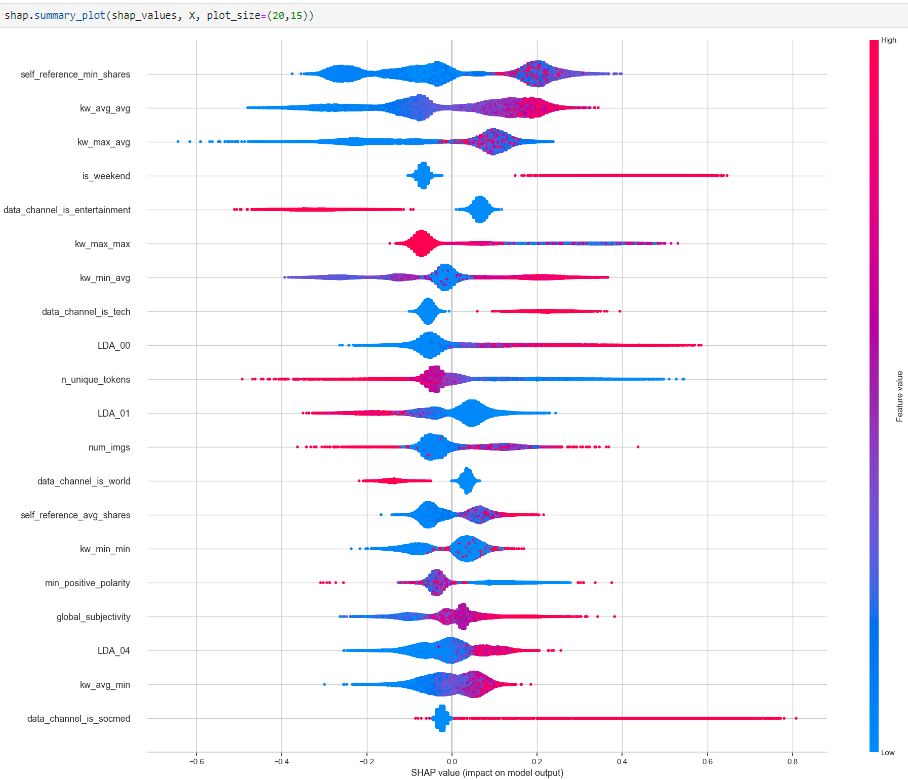 shap.summary_plot(shap_values, X, plot_size=(20,15))
High
self_reference_min_shares
kw_avg_avg
kw_max_avg
is_weekend
data_channel_is_entertainment
kw_max_max
kw_min_avg
data_channel_is_tech
LDA_00
n_unique_tokens
LDA_01
num_imgs
data_channel_is_world
self_reference_avg_shares
kw_min_min
min_positive_polarity
global_subjectivity
LDA_04
kw_avg_min
data_channel_is_socmed
Feature value
Low
−0.6 −0.4 −0.2 0.0 0.2 0.4 0.6 0.8
SHAP value (impact on model output)